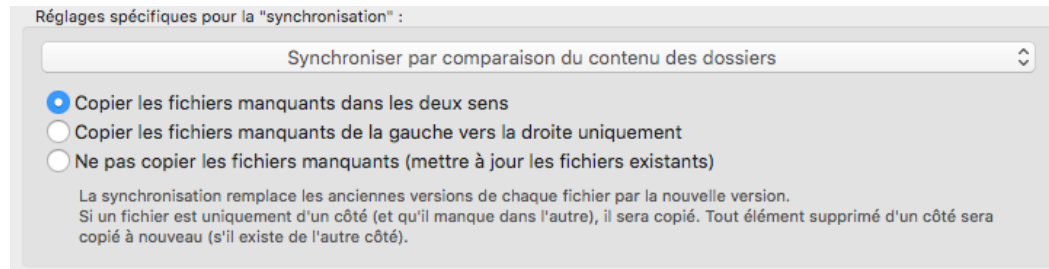 Réglages spécifiques pour la "synchronisation" :
Synchroniser par comparaison du contenu des dossiers
Copier les fichiers manquants dans les deux sens
Copier les fichiers manquants de la gauche vers la droite uniquement
Ne pas copier les fichiers manquants (mettre à jour les fichiers existants)
La synchronisation remplace les anciennes versions de chaque fichier par la nouvelle version.
Si un fichier est uniquement d'un côté (et qu'il manque dans l'autre), il sera copié. Tout élément supprimé d'un côté sera
copié à nouveau (s'il existe de l'autre côté).